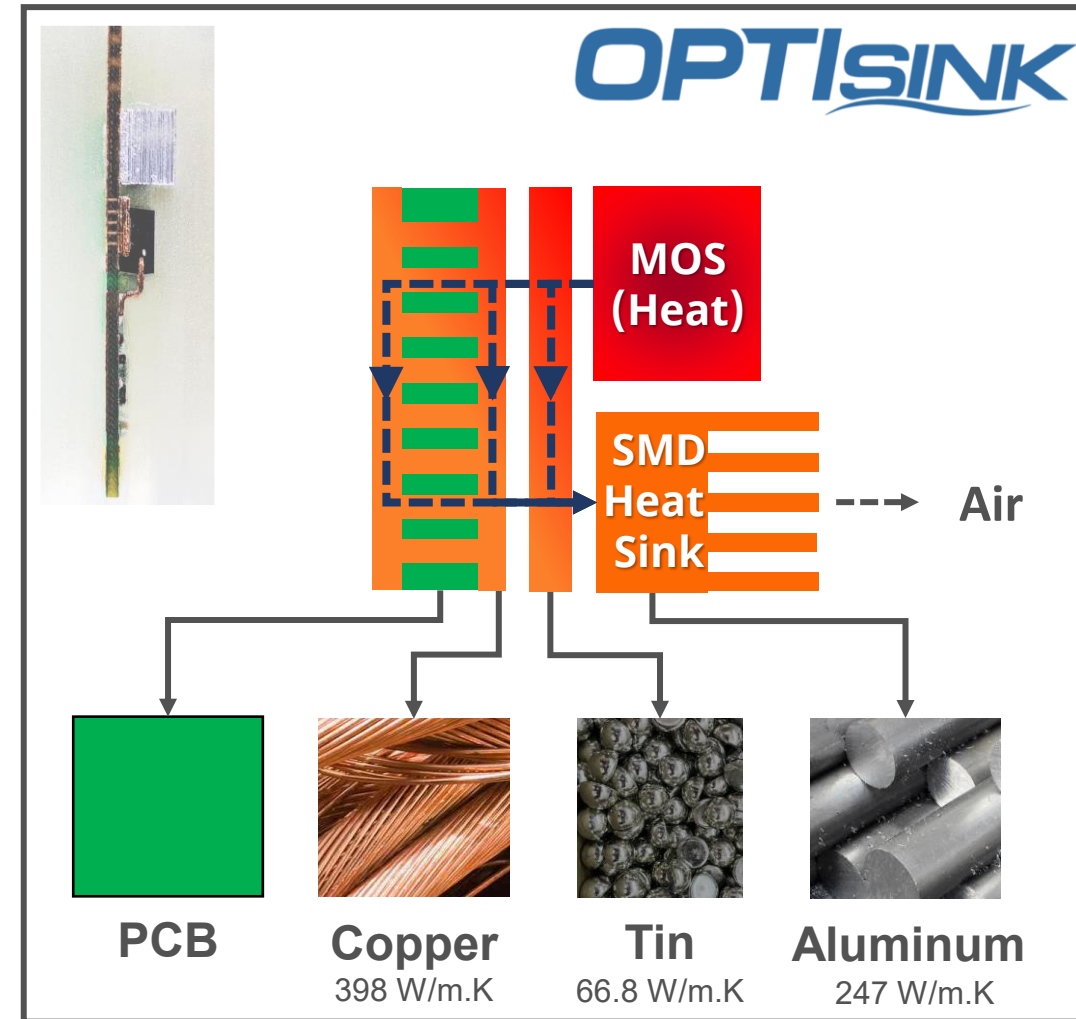 OPTISINK
MOS
(Heat)
SMD
Heat
Sink
Air
PCB
Copper
398 W/m.K
Tin
66.8 W/m.K
Aluminum
247 W/m.K